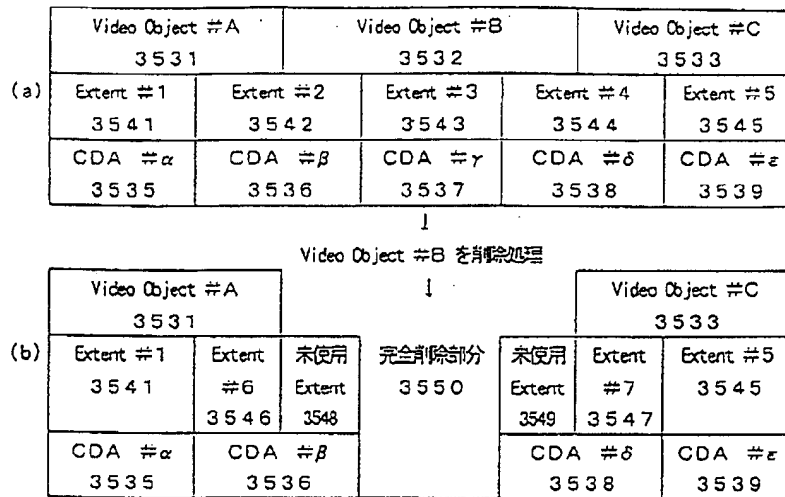 Video Object #A Video Object #B Video Object #C
3531 3532 3533
(a) Extent #1 Extent #2 Extent #3 Extent #4 Extent #5
3541 3542 3543 3544 3545
CDA #α CDA #β CDA #γ CDA #δ CDA #ε
3535 3536 3537 3538 3539
↓
Video Object #B を削除処理
Video Object #A ↓ Video Object #C
3531 3533
(b) Extent #1 Extent 未使用 完全削除部分 未使用 Extent Extent #5
3541 #6 Extent 3550 Extent #7 3545
3546 3548 3549 3547
CDA #α CDA #β CDA #δ CDA #ε
3535 3536 3538 3539